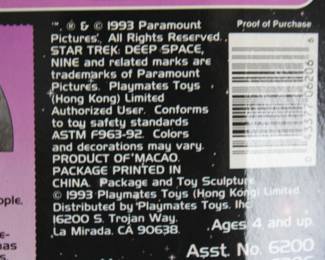 ™, ® & © 1993 Paramount
Pictures. All Rights Reserved.
STAR TREK: DEEP SPACE,
NINE and related marks are
trademarks of Paramount
Pictures. Playmates Toys
(Hong Kong) Limited
Authorized User. Conforms
to toy safety standards
ASTM F963-92. Colors
and decorations may vary.
PRODUCT OF MACAO.
PACKAGE PRINTED IN
CHINA. Package and Toy Sculpture
© 1993 Playmates Toys (Hong Kong) Limited
Distributed by Playmates Toys, Inc.
16200 S. Trojan Way,
La Mirada, CA 90638.
Proof of Purchase
Ages 4 and up
Asst. No. 6200